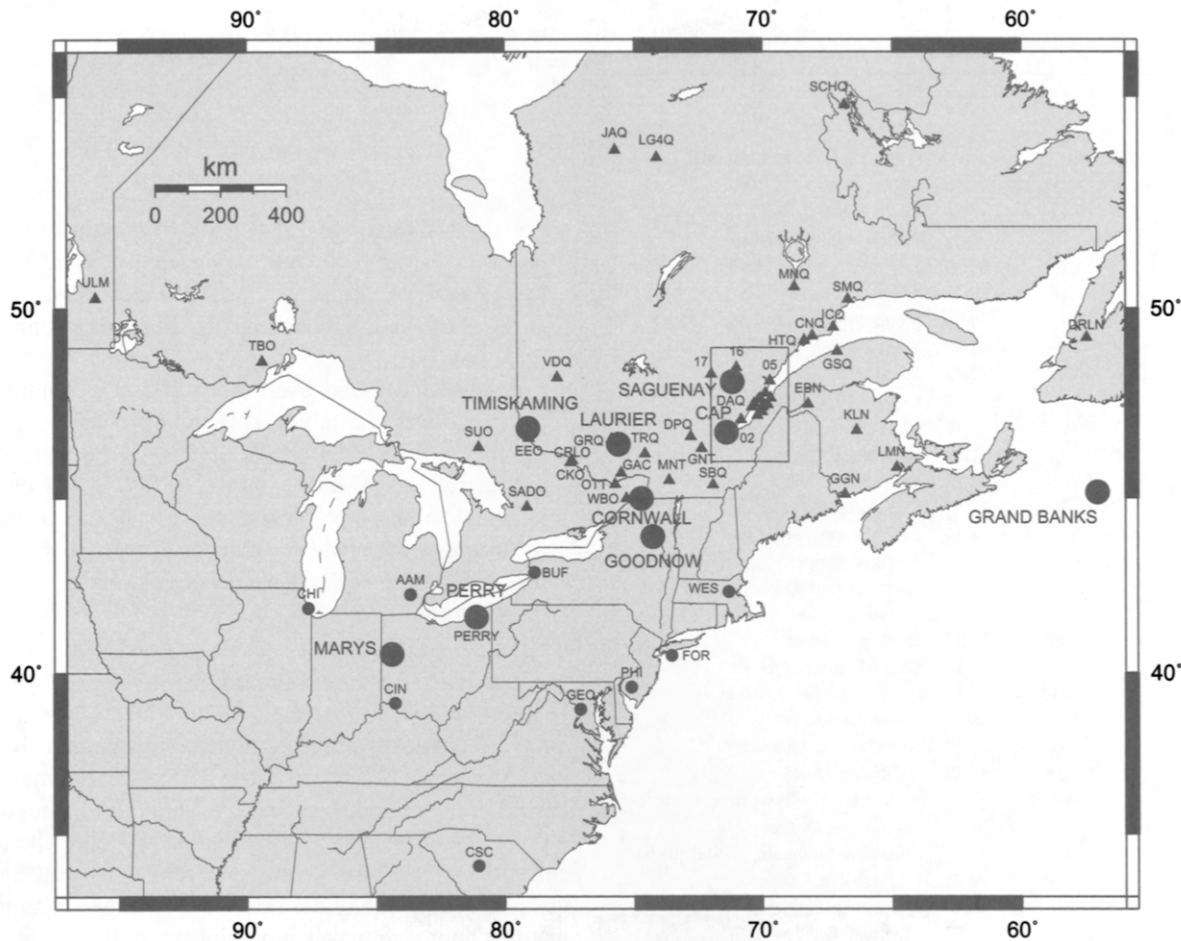 90° 80° 70° 60°
SCHQ
JAQ LG4Q
km
0 200 400
MNQ
ULM SMQ
50° 50°
ICQ
CNQ DRLN
HTQ
TBO 16 GSQ
VDQ 17 05
SAGUENAY EBN
TIMISKAMING DAQ
LAURIER CAP KLN
DPQ
SUO GRQ TRQ 02
EEO CRLO GNT LMN
GAC MNT
CKO SBQ GGN
OTT
SADO WBO
CORNWALL GRAND BANKS
GOODNOW
BUF
AAM WES
CHI PERRY
PERRY
MARYS FOR
PHI
40° 40°
CIN GEO
CSC
90° 80° 70° 60°